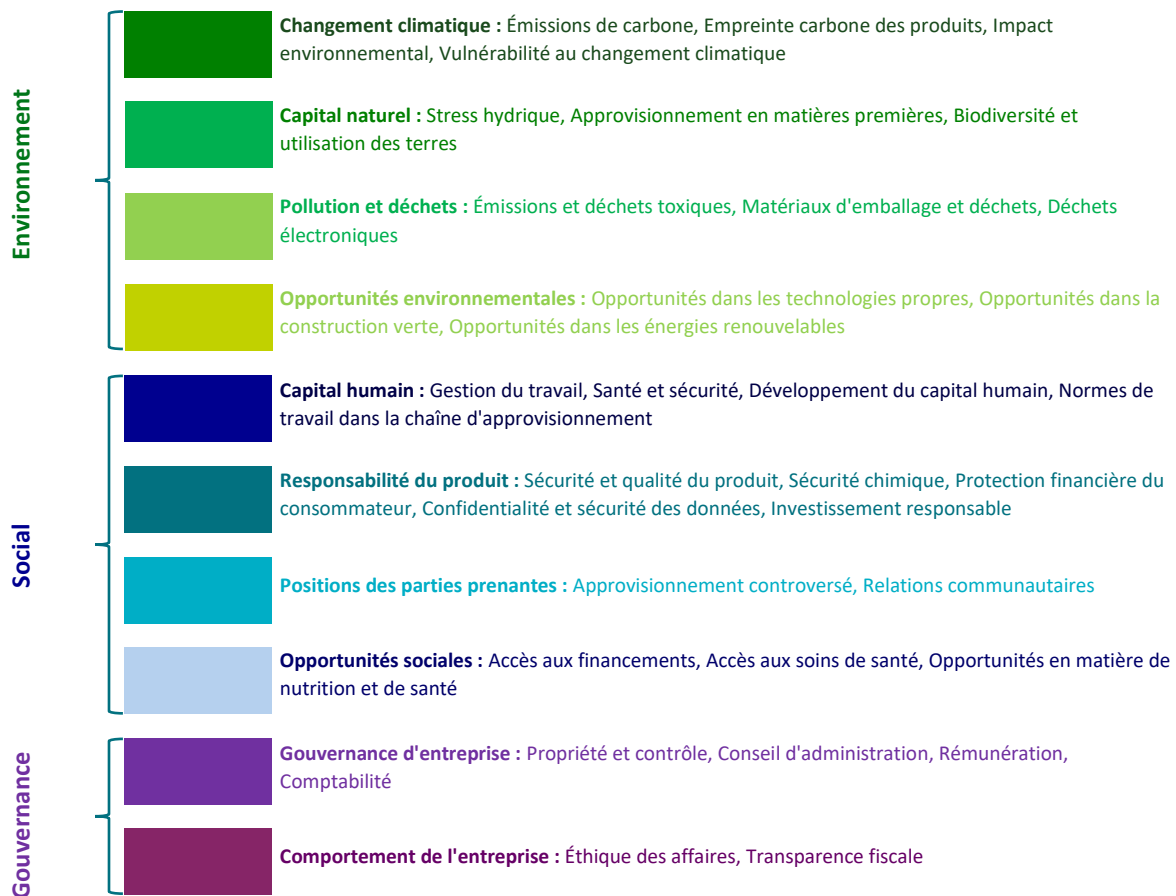 Environnement
Changement climatique : Émissions de carbone, Empreinte carbone des produits, Impact
environnemental, Vulnérabilité au changement climatique
Capital naturel : Stress hydrique, Approvisionnement en matières premières, Biodiversité et
utilisation des terres
Pollution et déchets : Émissions et déchets toxiques, Matériaux d'emballage et déchets, Déchets
électroniques
Opportunités environnementales : Opportunités dans les technologies propres, Opportunités dans la
construction verte, Opportunités dans les énergies renouvelables
Social
Capital humain : Gestion du travail, Santé et sécurité, Développement du capital humain, Normes de
travail dans la chaîne d'approvisionnement
Responsabilité du produit : Sécurité et qualité du produit, Sécurité chimique, Protection financière du
consommateur, Confidentialité et sécurité des données, Investissement responsable
Positions des parties prenantes : Approvisionnement controversé, Relations communautaires
Opportunités sociales : Accès aux financements, Accès aux soins de santé, Opportunités en matière de
nutrition et de santé
Gouvernance
Gouvernance d'entreprise : Propriété et contrôle, Conseil d'administration, Rémunération,
Comptabilité
Comportement de l'entreprise : Éthique des affaires, Transparence fiscale